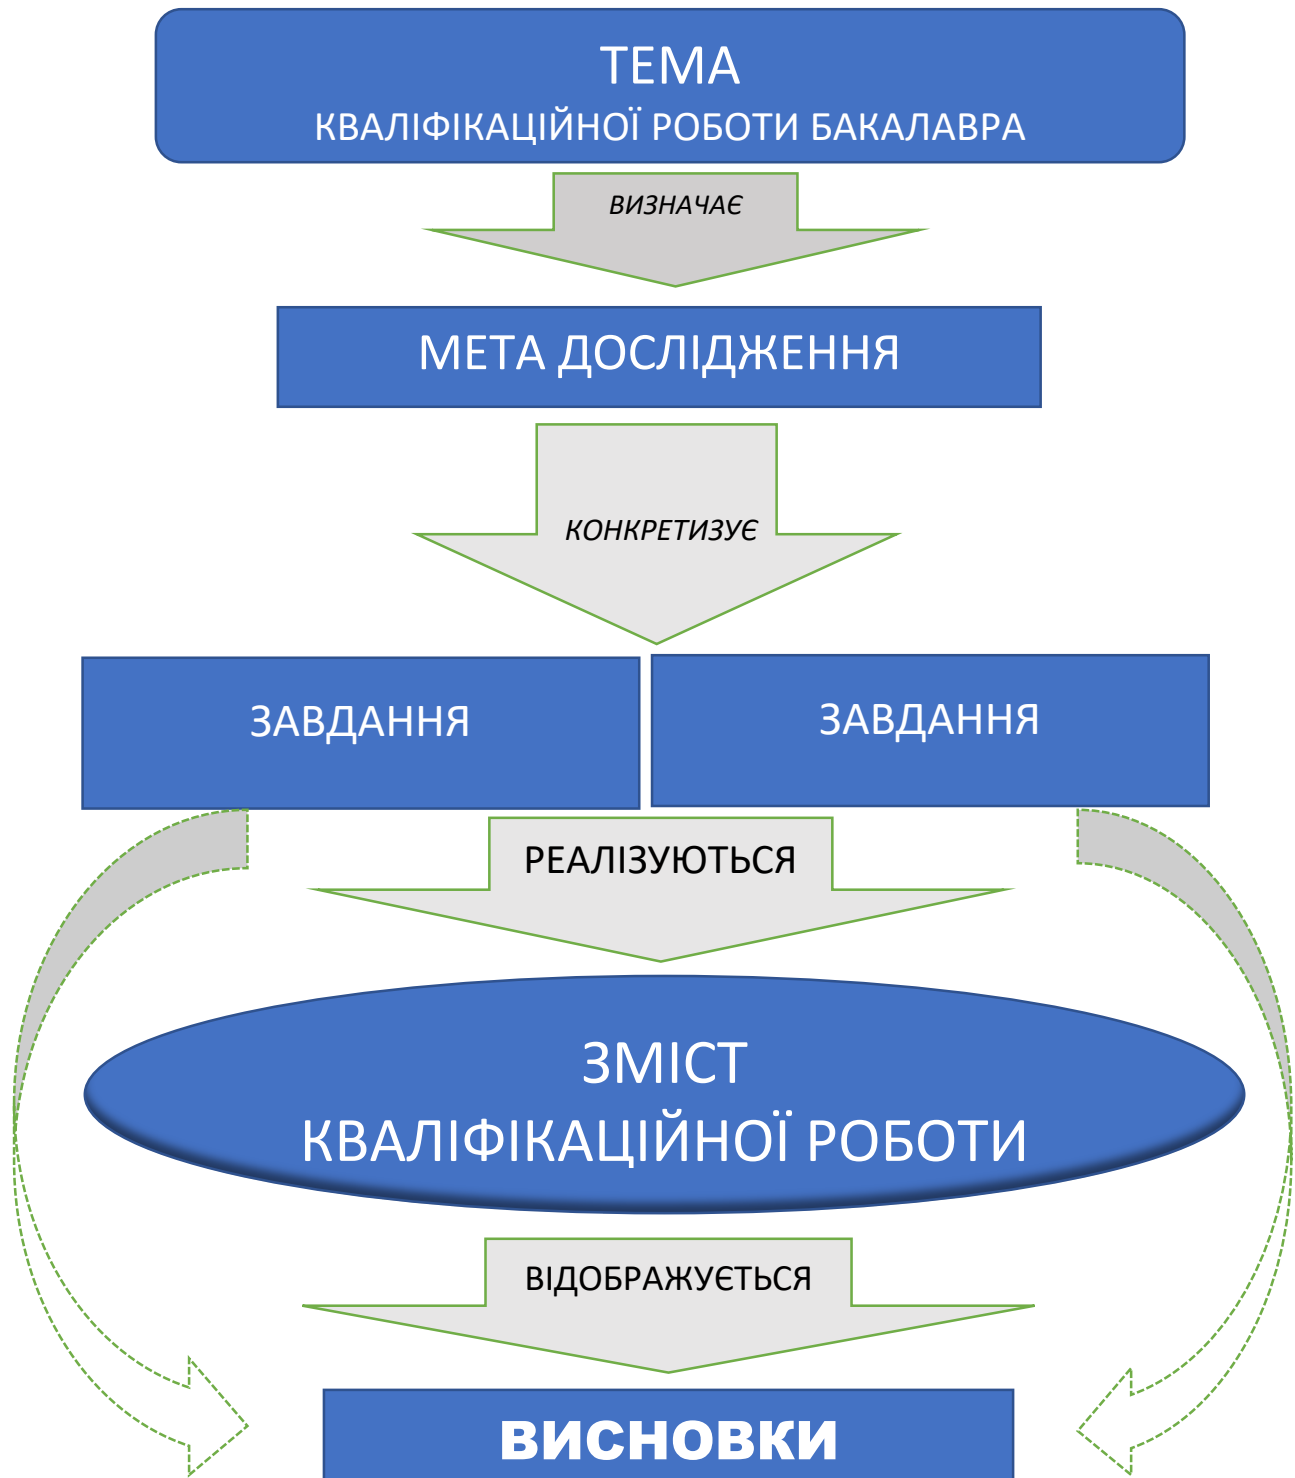 ТЕМА
КВАЛІФІКАЦІЙНОЇ РОБОТИ БАКАЛАВРА
ВИЗНАЧАЄ
МЕТА ДОСЛІДЖЕННЯ
КОНКРЕТИЗУЄ
ЗАВДАННЯ
ЗАВДАННЯ
РЕАЛІЗУЮТЬСЯ
ЗМІСТ
КВАЛІФІКАЦІЙНОЇ РОБОТИ
ВІДОБРАЖУЄТЬСЯ
ВИСНОВКИ